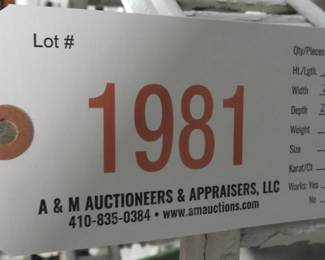 Lot #
1981
A & M AUCTIONEERS & APPRAISERS, LLC
410-835-0384 • www.amauctions.com
Qty/Pieces
Ht./Lgth.
Width
Depth
Weight
Size
Karat/Ct
Works: Yes
No